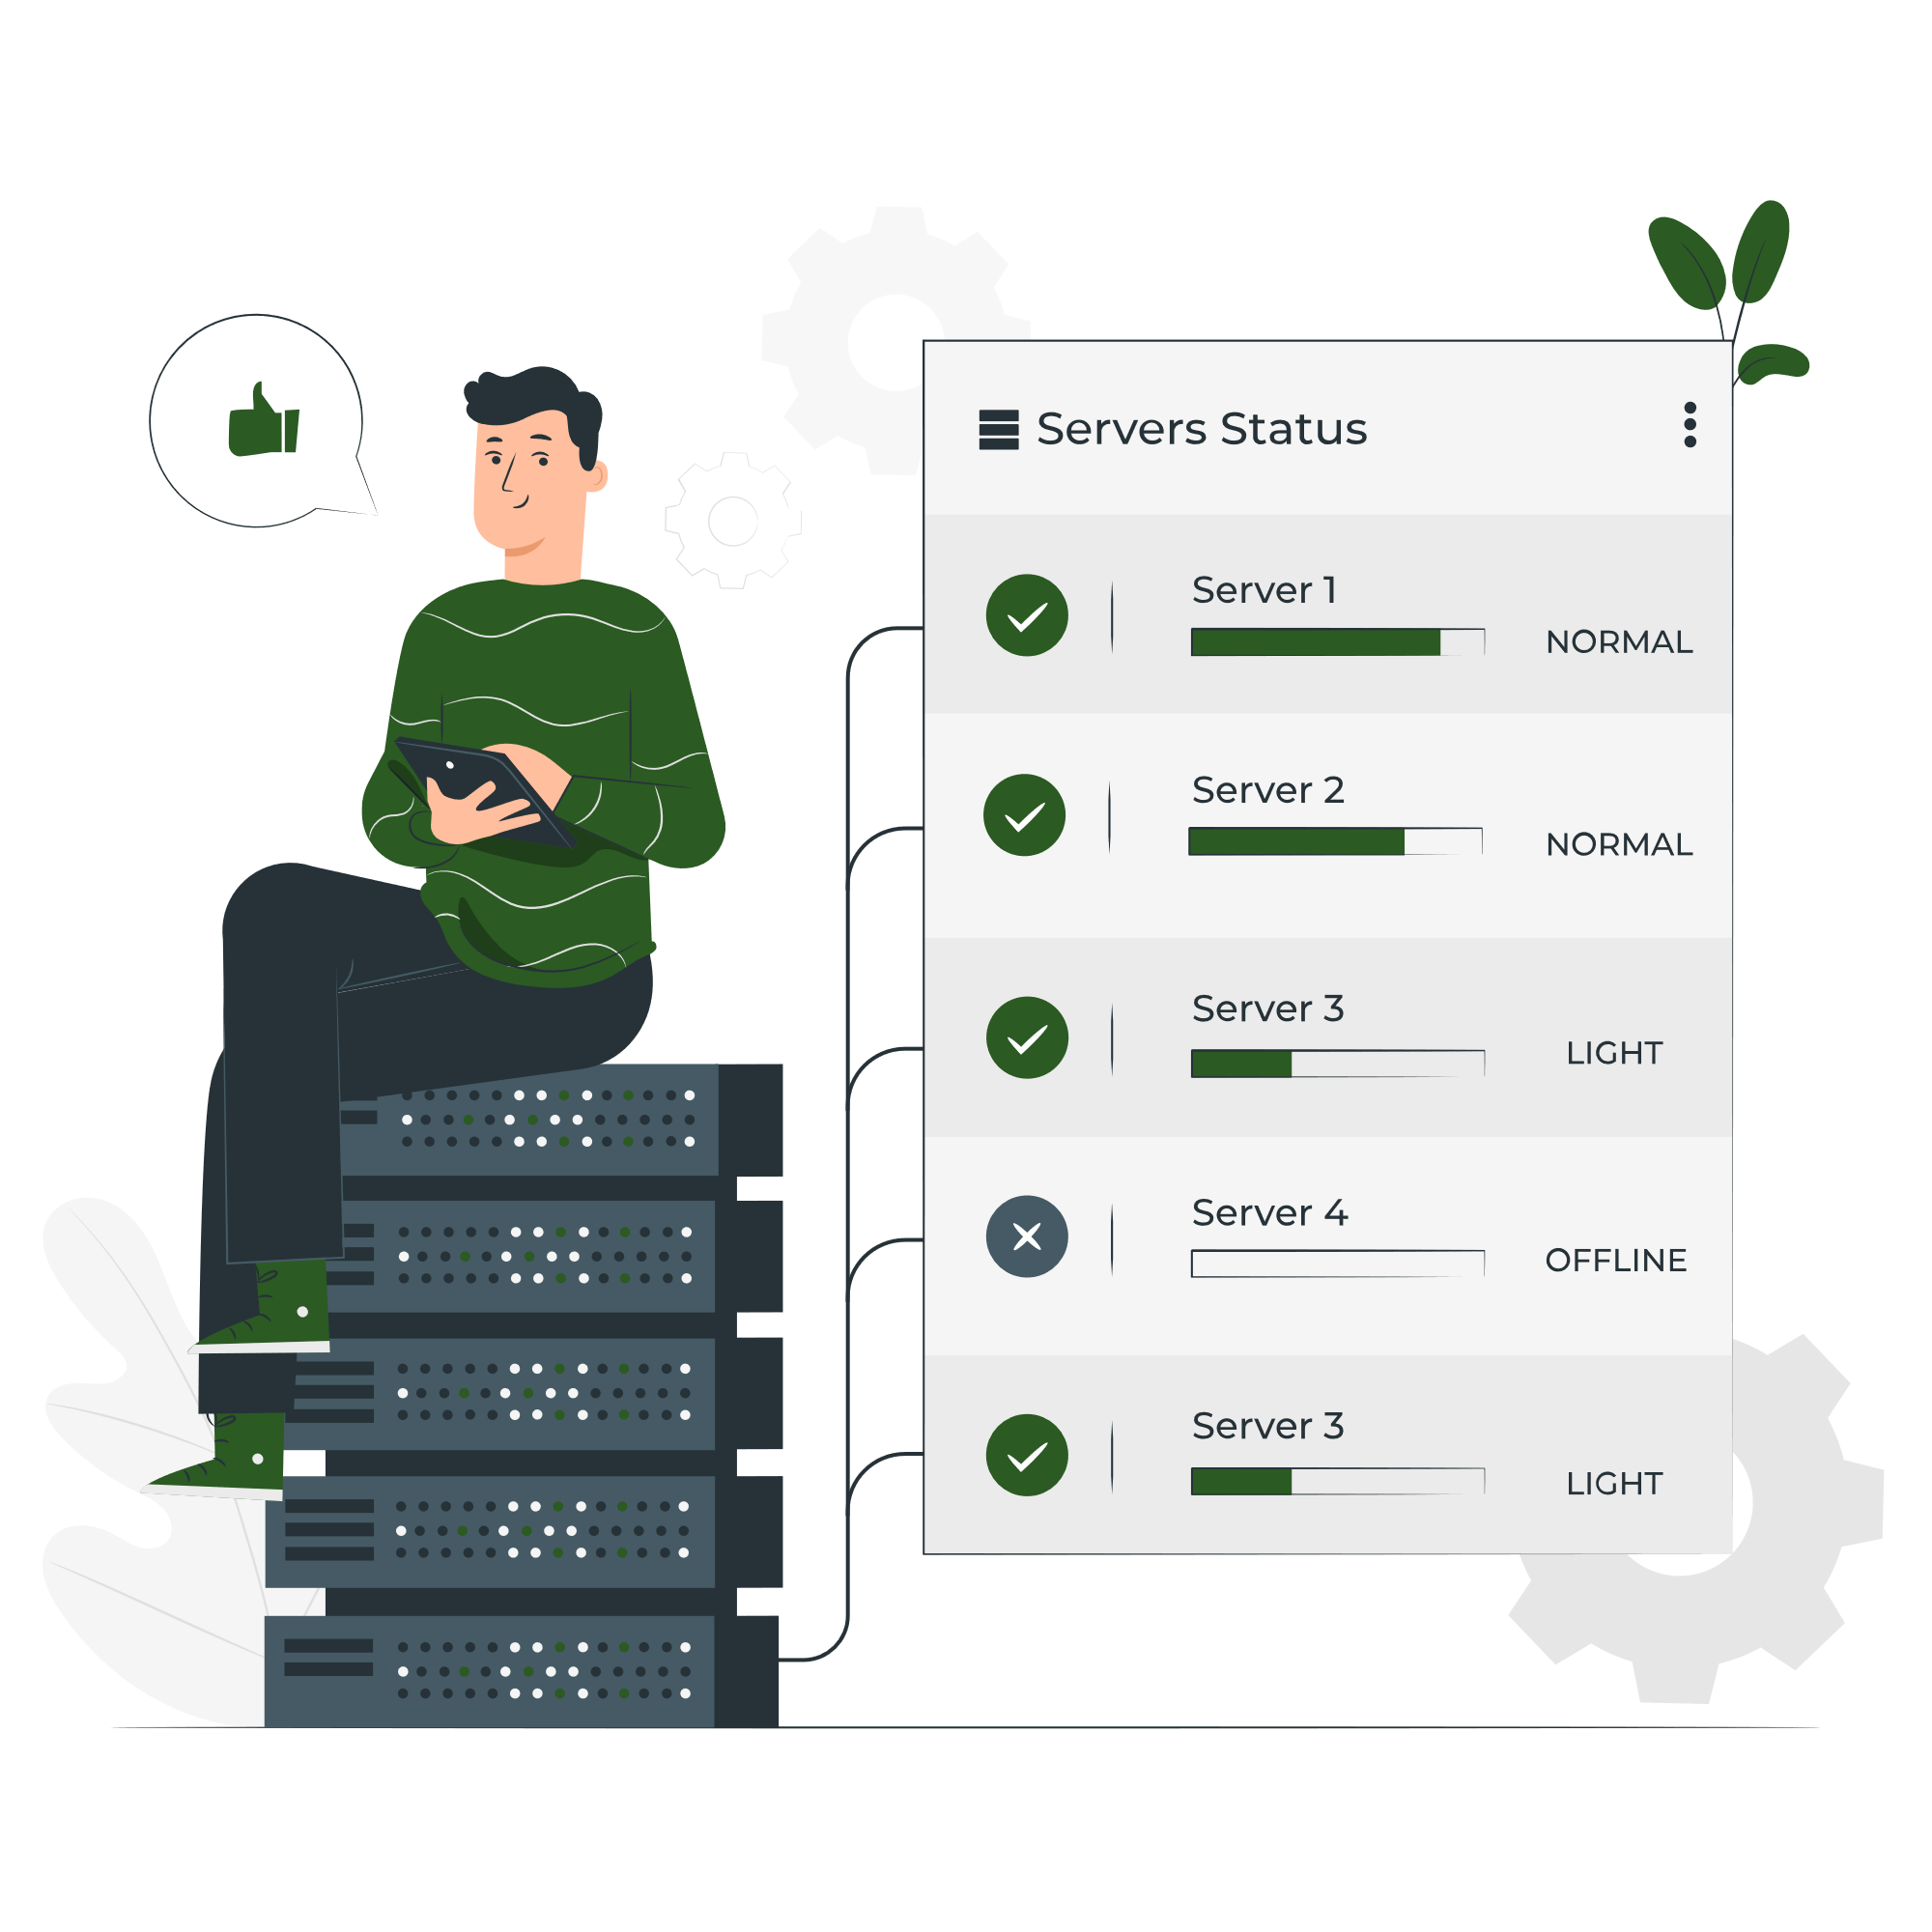 Servers Status
Server 1
NORMAL
Server 2
NORMAL
Server 3
LIGHT
Server 4
OFFLINE
Server 3
LIGHT